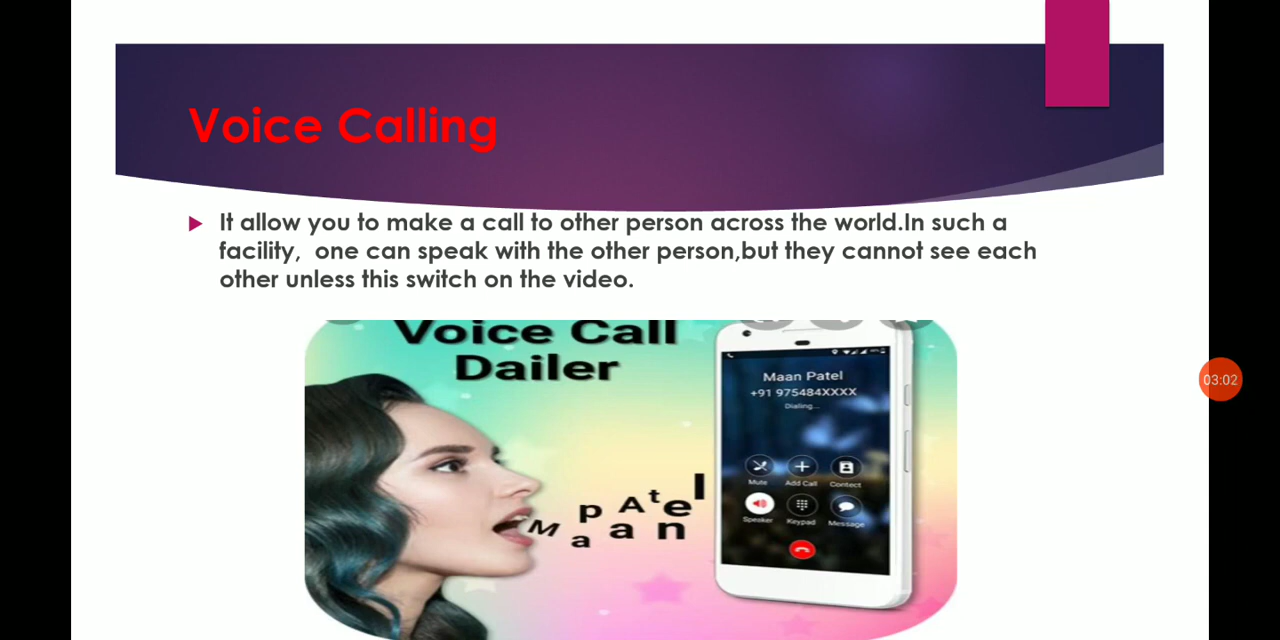 Voice Calling
It allow you to make a call to other person across the world.In such a
facility,  one can speak with the other person,but they cannot see each
other unless this switch on the video.
Voice Call
Dailer
Maan Patel
+91 975484XXXX
Dialing...
Mute Add Call Contect
Speaker Keypad Message
Maan pAtel
03:02